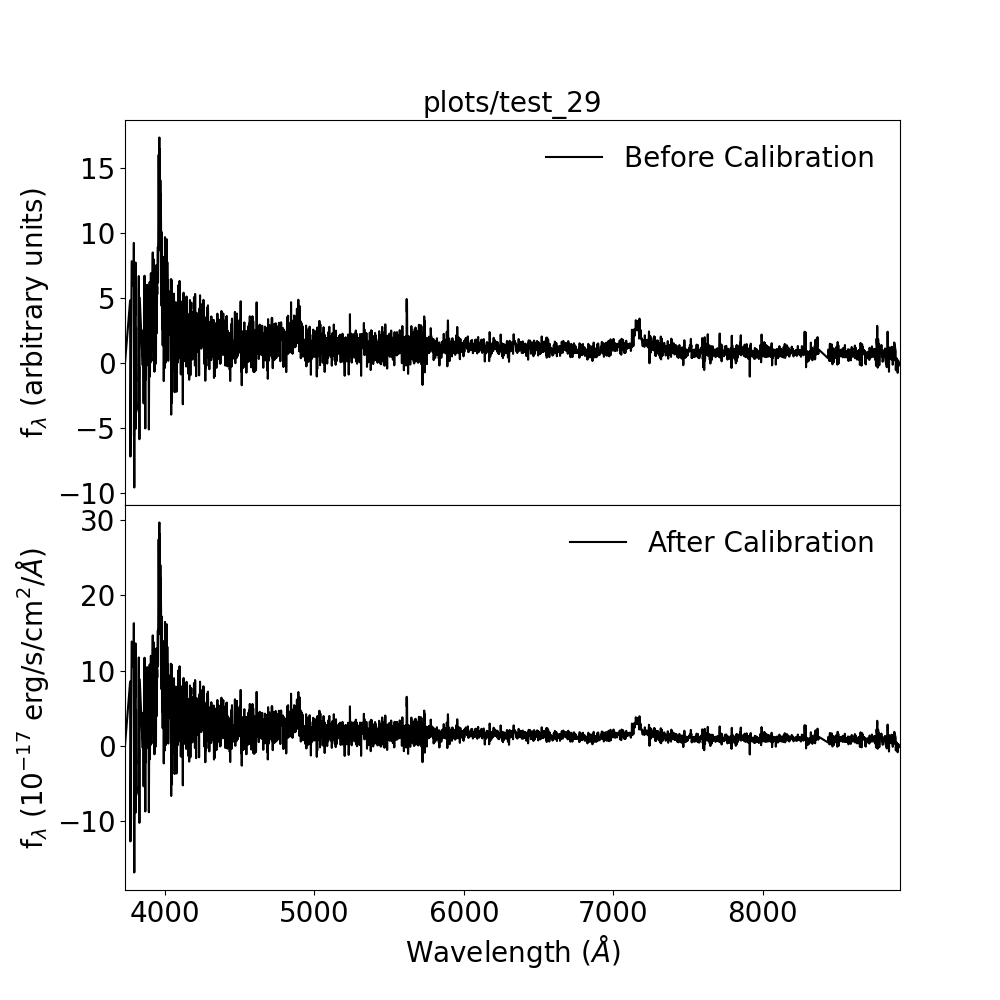 plots/test_29
Before Calibration
15
10
5
0
−5
−10
f_λ (arbitrary units)
After Calibration
30
20
10
0
−10
f_λ (10^−17 erg/s/cm^2/Å)
4000 5000 6000 7000 8000
Wavelength (Å)